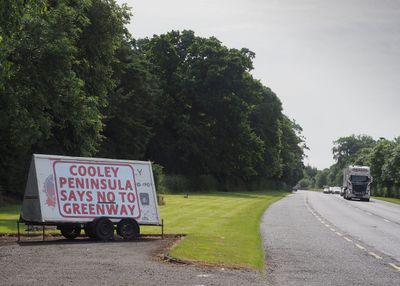 COOLEY
PENINSULA
SAYS NO TO
GREENWAY